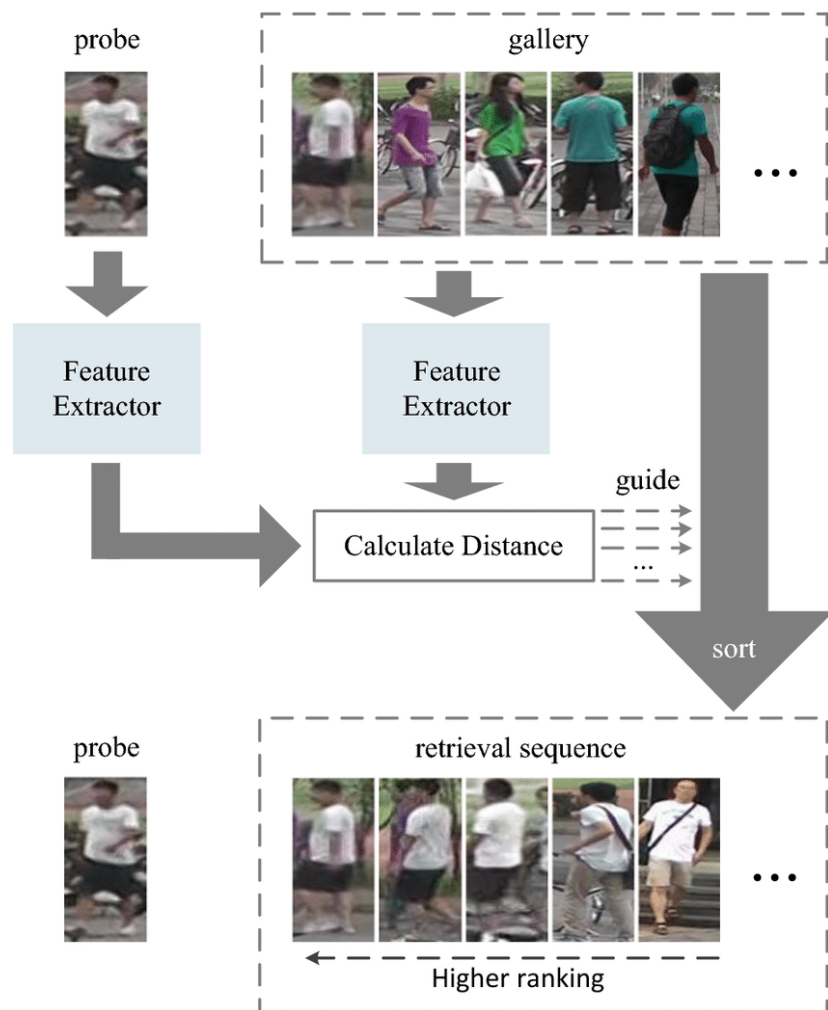 probe
gallery
...
Feature
Extractor
Feature
Extractor
guide
Calculate Distance
...
sort
probe
retrieval sequence
...
Higher ranking